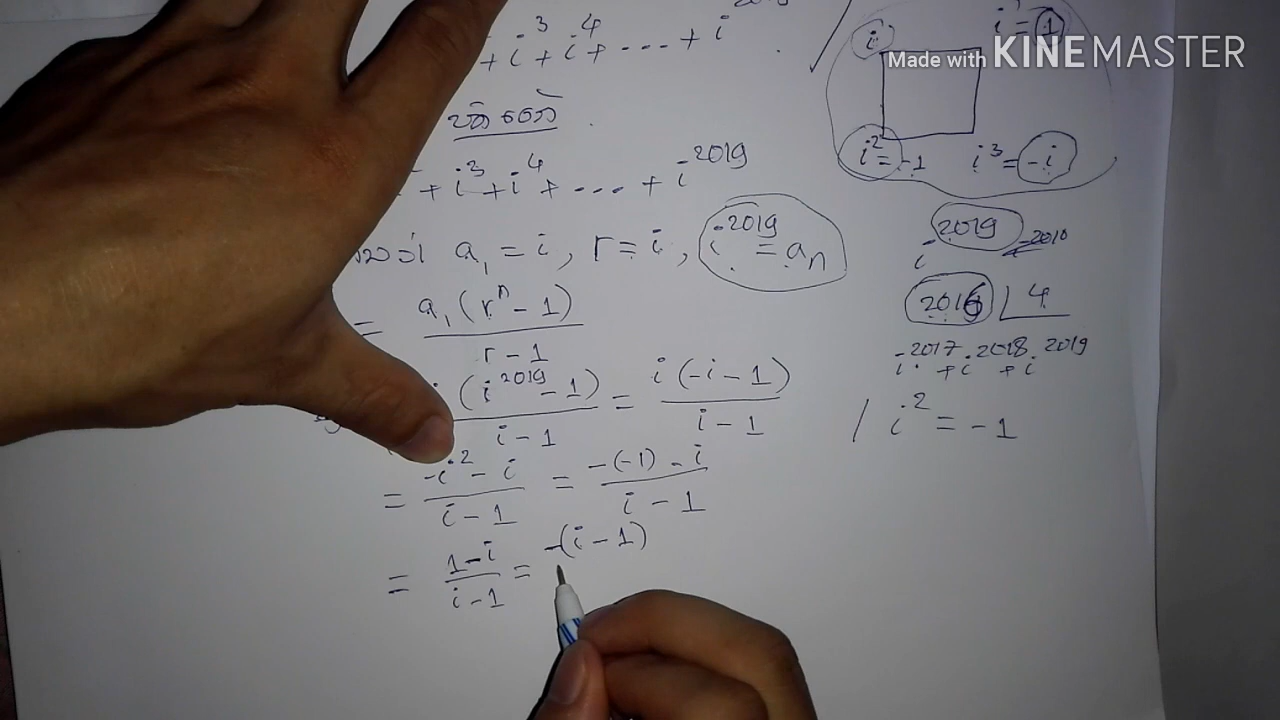 + i³ + i⁴ + ... + i²⁰¹⁹.
+ i³ + i⁴ + ... + i²⁰¹⁹
a₁ = i, r = i, i²⁰¹⁹ = aₙ
= a₁(rⁿ - 1) / r - 1
(i²⁰¹⁹ - 1) / i - 1 = i(-i - 1) / i - 1
= -i² - i / i - 1 = -(-1) - i / i - 1
= 1 - i / i - 1 = -(i - 1)
i
1
i² = -1
i³ = -i
i²⁰¹⁹
2016 4
i²⁰¹⁷ + i²⁰¹⁸ + i²⁰¹⁹
/ i² = -1
Made with KINEMASTER